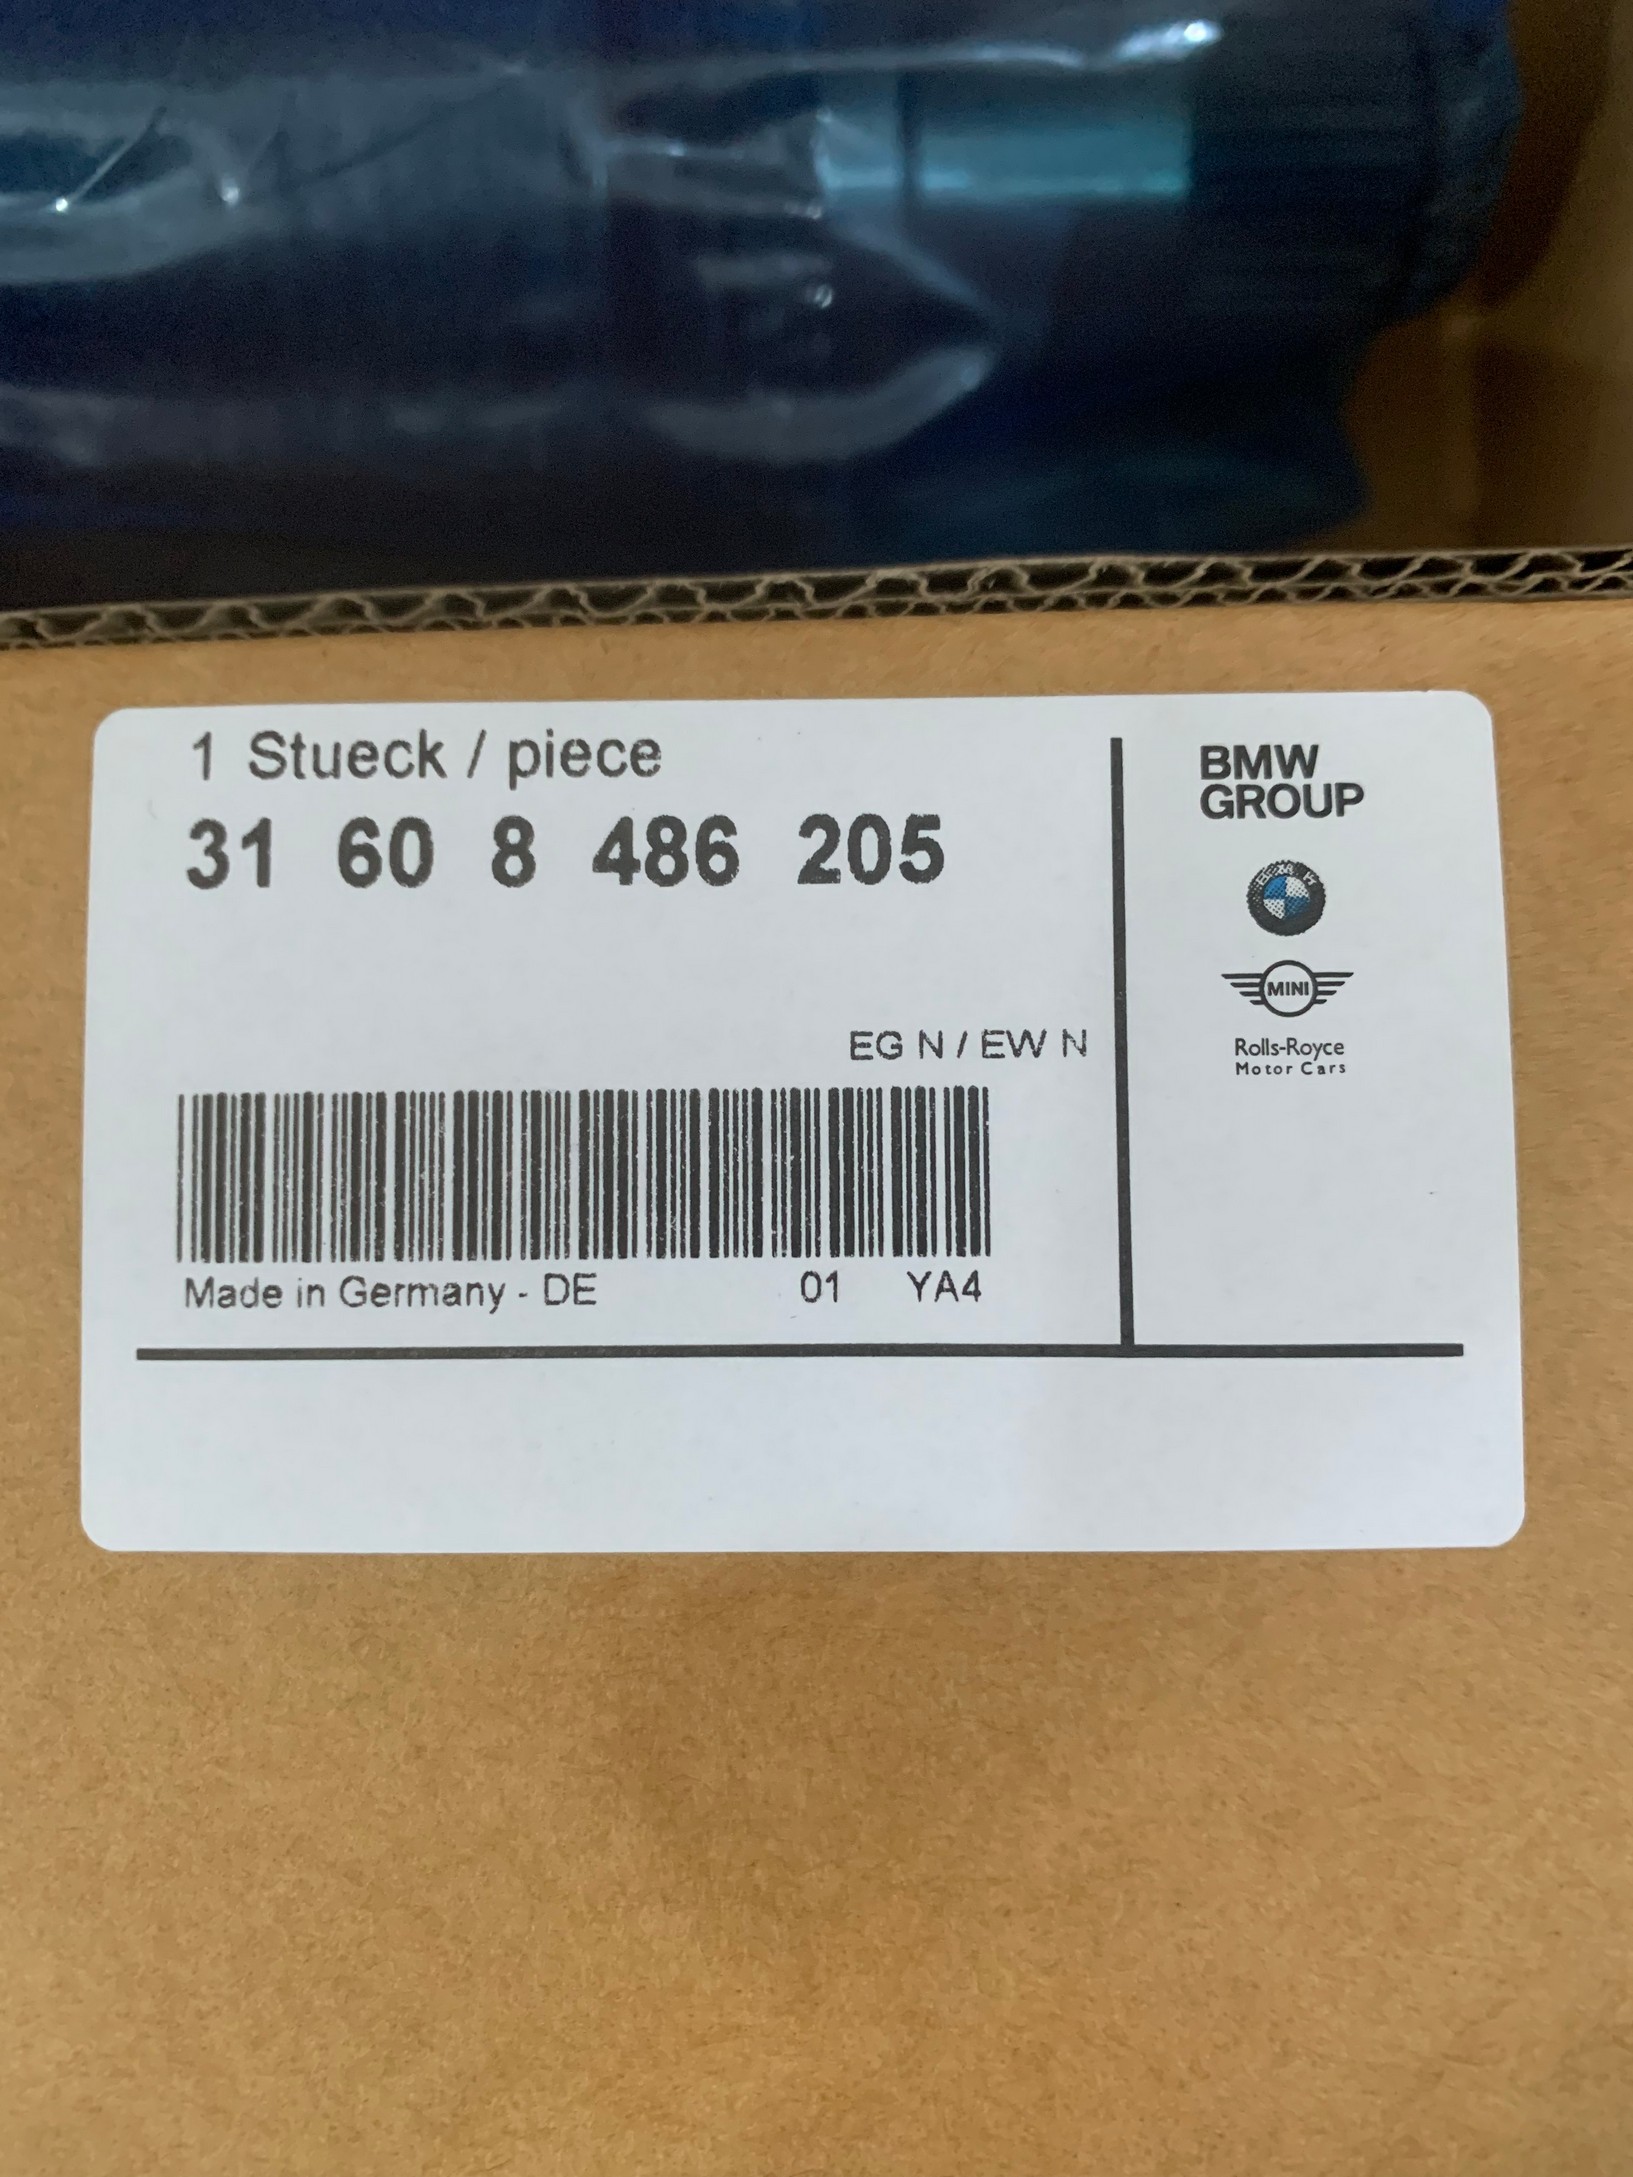 1 Stueck / piece
31 60 8 486 205
EG N / EW N
Made in Germany - DE 01 YA4
BMW
GROUP
BMW
MINI
Rolls-Royce
Motor Cars